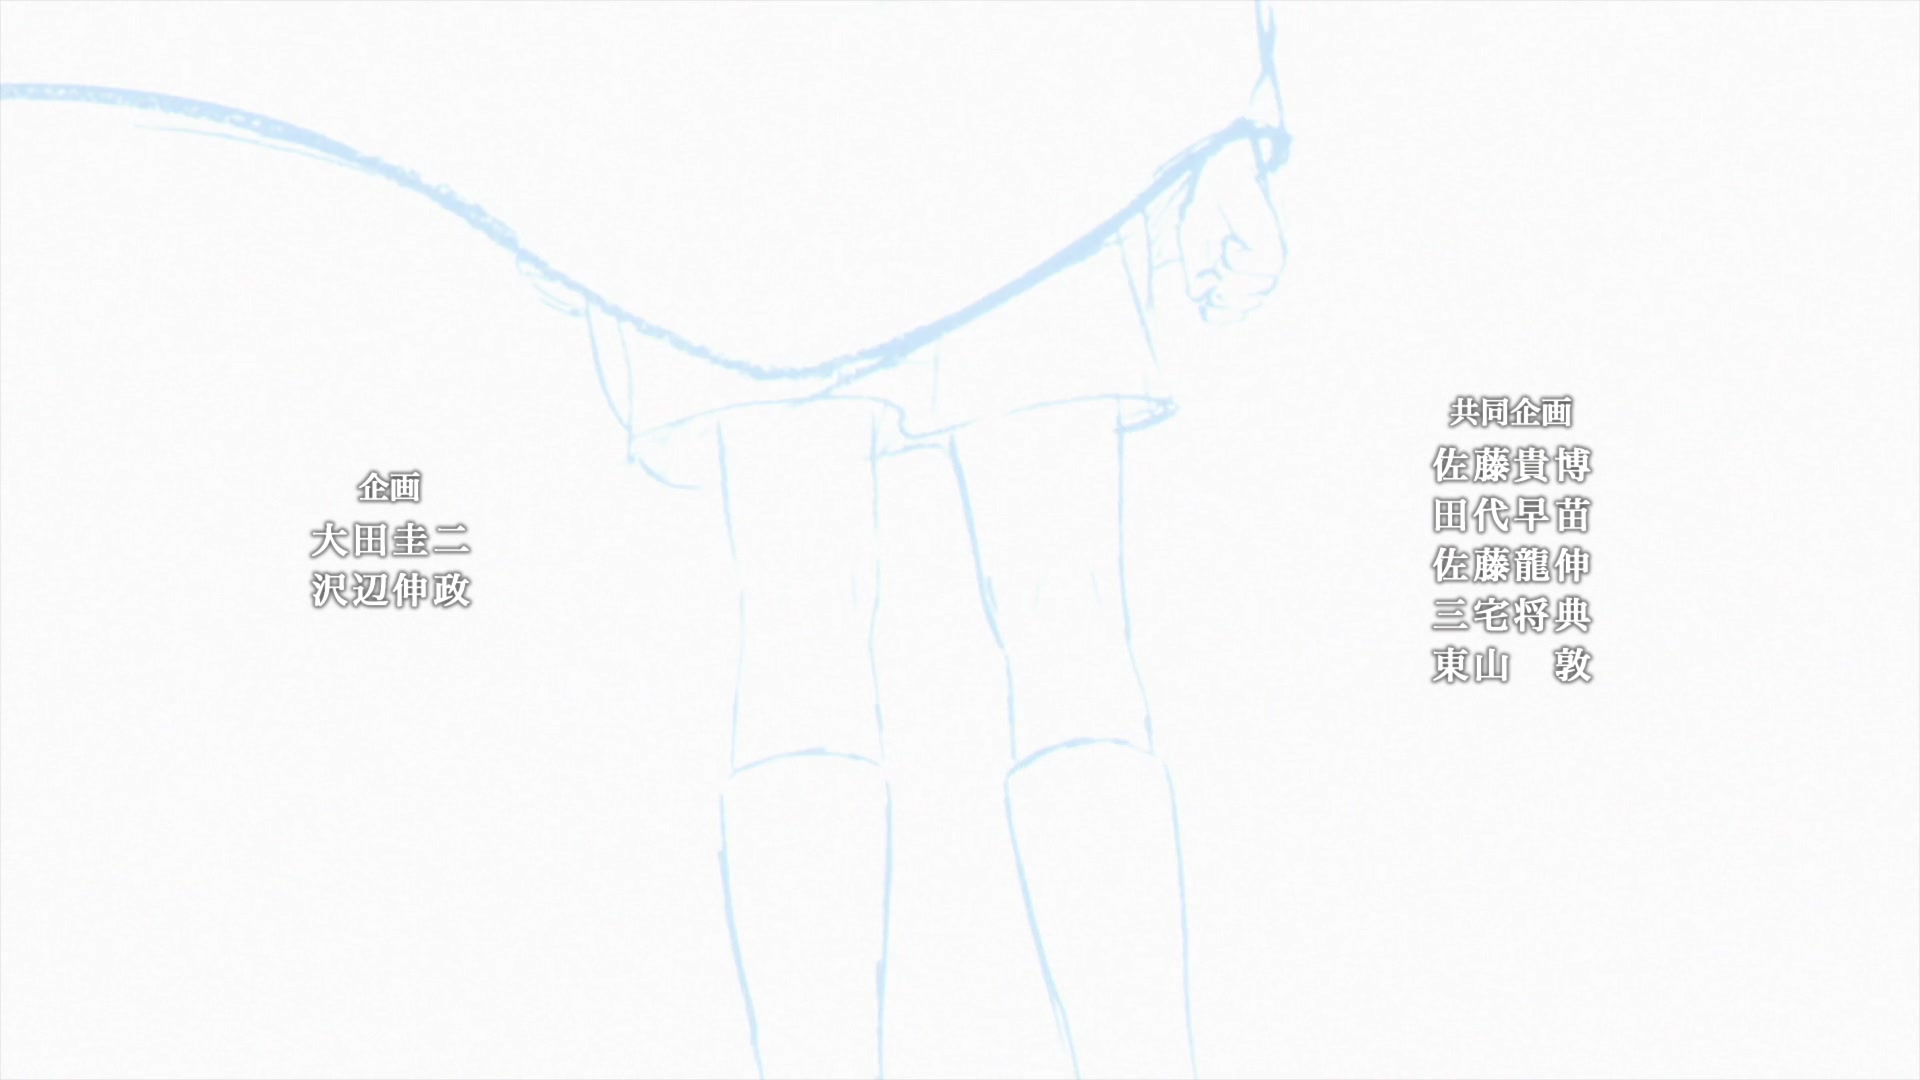 企画
大田圭二
沢辺伸政
共同企画
佐藤貴博
田代早苗
佐藤龍伸
三宅将典
東山　敦